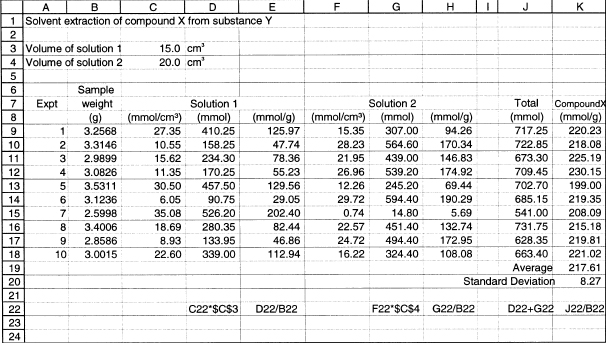 A B C D E F G H I J K
1 Solvent extraction of compound X from substance Y
2
3 Volume of solution 1 15.0 cm³
4 Volume of solution 2 20.0 cm³
5
6 Sample
7 Expt weight Solution 1 Solution 2 Total CompoundX
8 (g) (mmol/cm³) (mmol) (mmol/g) (mmol/cm³) (mmol) (mmol/g) (mmol) (mmol/g)
9 1 3.2568 27.35 410.25 125.97 15.35 307.00 94.26 717.25 220.23
10 2 3.3146 10.55 158.25 47.74 28.23 564.60 170.34 722.85 218.08
11 3 2.9899 15.62 234.30 78.36 21.95 439.00 146.83 673.30 225.19
12 4 3.0826 11.35 170.25 55.23 26.96 539.20 174.92 709.45 230.15
13 5 3.5311 30.50 457.50 129.56 12.26 245.20 69.44 702.70 199.00
14 6 3.1236 6.05 90.75 29.05 29.72 594.40 190.29 685.15 219.35
15 7 2.5998 35.08 526.20 202.40 0.74 14.80 5.69 541.00 208.09
16 8 3.4006 18.69 280.35 82.44 22.57 451.40 132.74 731.75 215.18
17 9 2.8586 8.93 133.95 46.86 24.72 494.40 172.95 628.35 219.81
18 10 3.0015 22.60 339.00 112.94 16.22 324.40 108.08 663.40 221.02
19 Average 217.61
20 Standard Deviation 8.27
21
22 C22*$C$3 D22/B22 F22*$C$4 G22/B22 D22+G22 J22/B22
23
24